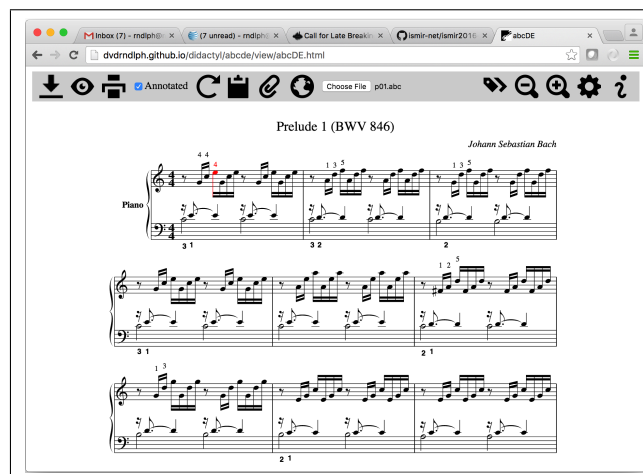 Inbox (7) - rndlph@
(7 unread) - rndlph@
Call for Late Breakin
ismir-net/ismir2016
abcDE
dvdrndlph.github.io/didactyl/abcde/view/abcDE.html
Annotated
Choose File p01.abc
Prelude 1 (BWV 846)
Johann Sebastian Bach
4 4 4 1 3 5 1 3 5
Piano
3 1 3 2 2
1 2 5
3 1 2 1
1 3
2 1